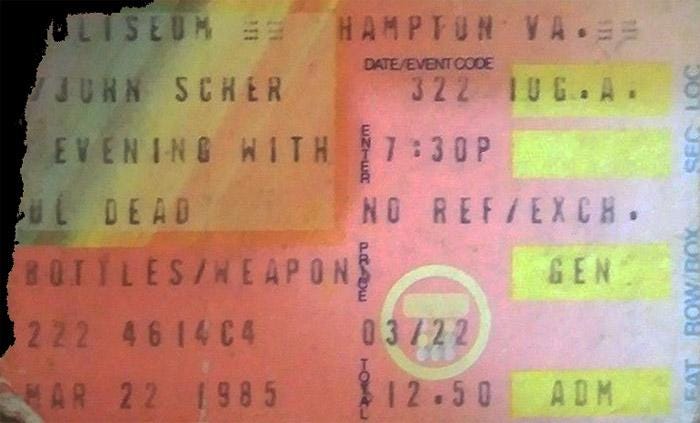 OLISEUM == HAMPTON VA.==
DATE/EVENT CODE
/JOHN SCHER 322 10G.A.
EVENING WITH ENTER 7:30P
UL DEAD NO REF/EXCH.
BOTTLES/WEAPONS PRICE GEN
222 4614C4 03/22
MAR 22 1985 TOTAL 12.50 ADM
SEAT ROW/BOX SEC LOC